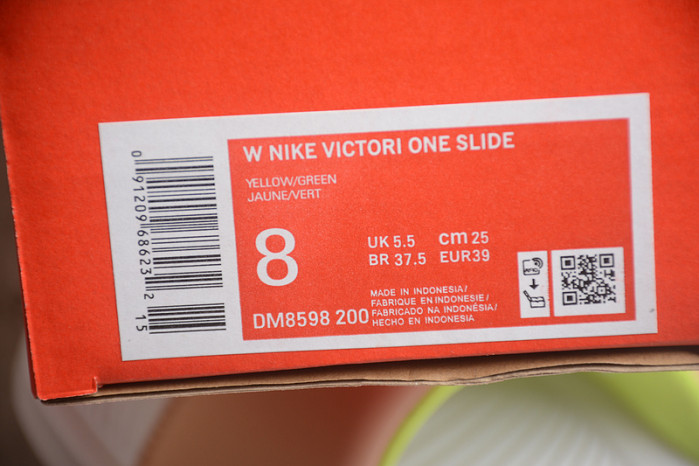 W NIKE VICTORI ONE SLIDE
YELLOW/GREEN
JAUNE/VERT
8
UK 5.5 cm 25
BR 37.5 EUR39
MADE IN INDONESIA/
FABRIQUE EN INDONESIE/
FABRICADO NA INDONÉSIA/
HECHO EN INDONESIA
DM8598 200
0 91209 68623 2 15